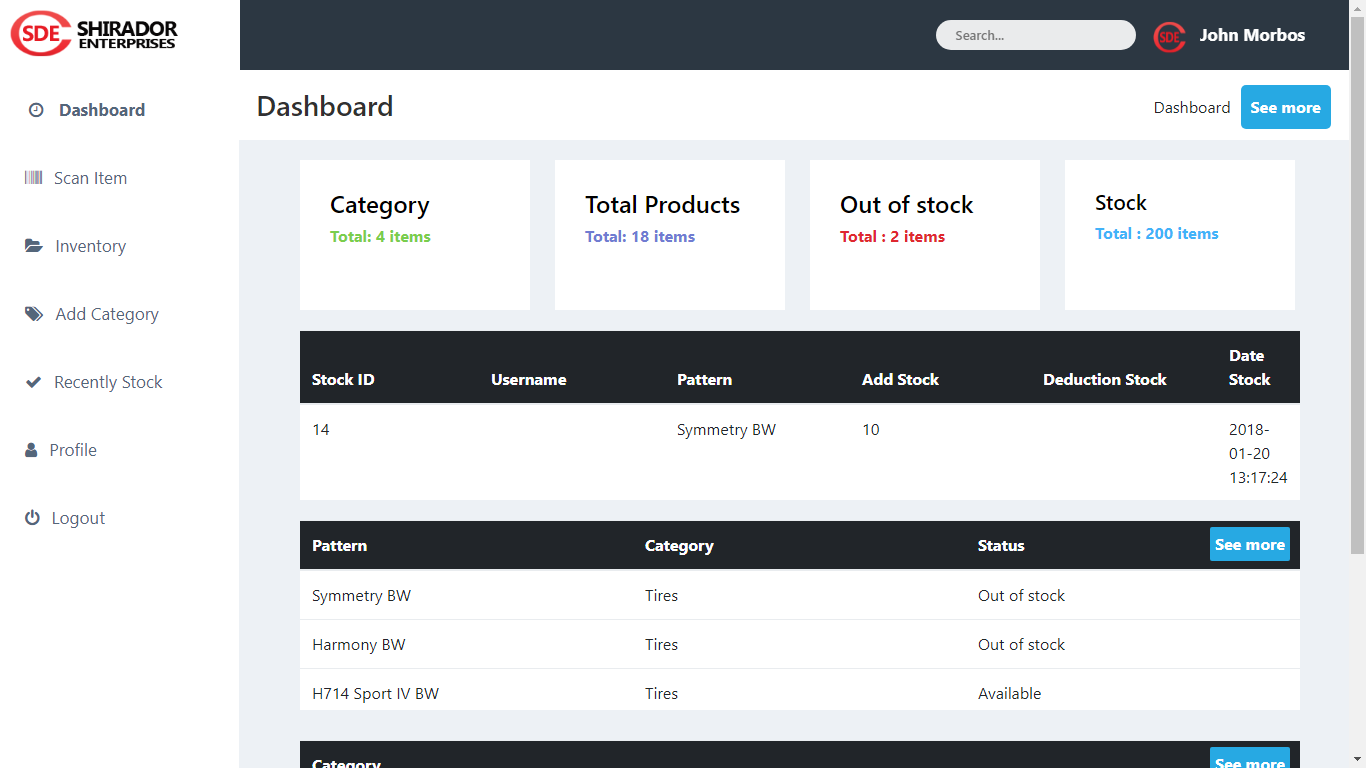 SDE SHIRADOR
ENTERPRISES
Search...
SDE
John Morbos
Dashboard
Scan Item
Inventory
Add Category
Recently Stock
Profile
Logout
Dashboard
Dashboard See more
Category
Total: 4 items
Total Products
Total: 18 items
Out of stock
Total : 2 items
Stock
Total : 200 items
Stock ID Username Pattern Add Stock Deduction Stock Date Stock
14 Symmetry BW 10 2018-
01-20
13:17:24
Pattern Category Status See more
Symmetry BW Tires Out of stock
Harmony BW Tires Out of stock
H714 Sport IV BW Tires Available
Category See more